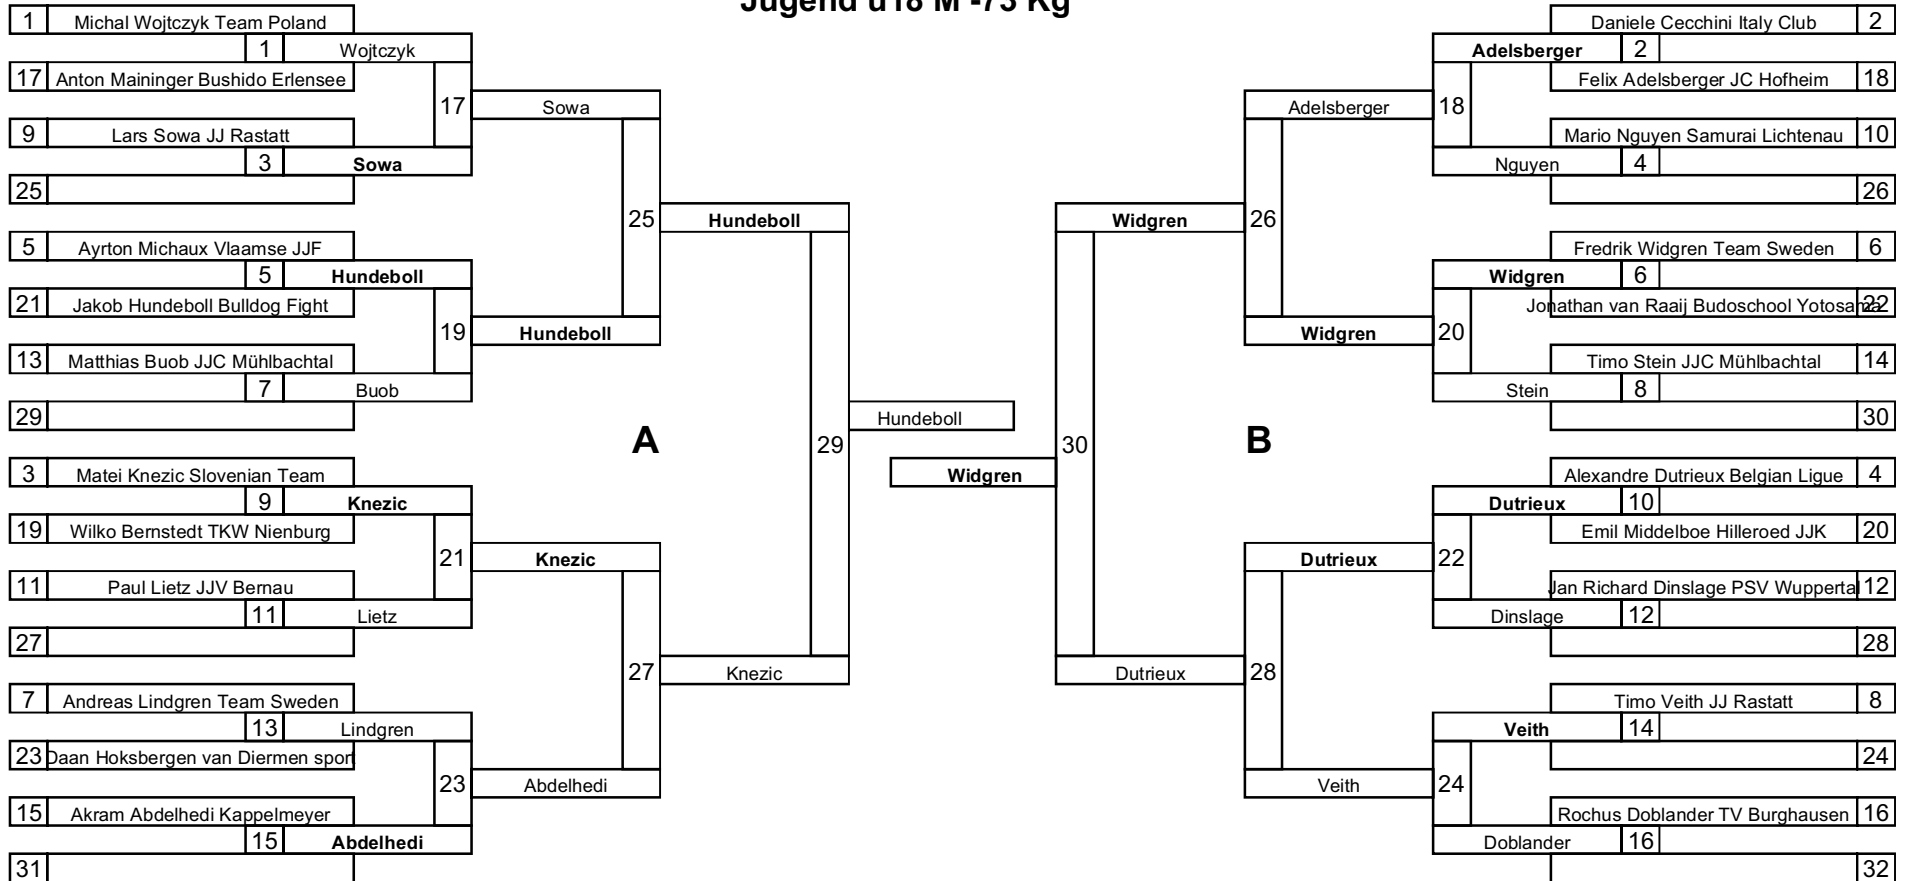 Jugend u18 M -73 Kg
1 Michal Wojtczyk Team Poland
1 Wojtczyk
17 Anton Maininger Bushido Erlensee
17 Sowa
9 Lars Sowa JJ Rastatt
3 Sowa
25
25 Hundeboll
5 Ayrton Michaux Vlaamse JJF
5 Hundeboll
21 Jakob Hundeboll Bulldog Fight
19 Hundeboll
13 Matthias Buob JJC Mühlbachtal
7 Buob
29
A
29 Hundeboll
3 Matei Knezic Slovenian Team
9 Knezic
19 Wilko Bernstedt TKW Nienburg
21 Knezic
11 Paul Lietz JJV Bernau
11 Lietz
27
27 Knezic
7 Andreas Lindgren Team Sweden
13 Lindgren
23 Daan Hoksbergen van Diermen sport
23 Abdelhedi
15 Akram Abdelhedi Kappelmeyer
15 Abdelhedi
31
Daniele Cecchini Italy Club 2
Adelsberger 2
Felix Adelsberger JC Hofheim 18
Adelsberger 18
Mario Nguyen Samurai Lichtenau 10
Nguyen 4
26
Widgren 26
Fredrik Widgren Team Sweden 6
Widgren 6
Jonathan van Raaij Budoschool Yotosama 22
Widgren 20
Timo Stein JJC Mühlbachtal 14
Stein 8
30
B
Widgren 30
Alexandre Dutrieux Belgian Ligue 4
Dutrieux 10
Emil Middelboe Hilleroed JJK 20
Dutrieux 22
Jan Richard Dinslage PSV Wuppertal 12
Dinslage 12
28
Dutrieux 28
Timo Veith JJ Rastatt 8
Veith 14
24
Veith 24
Rochus Doblander TV Burghausen 16
Doblander 16
32